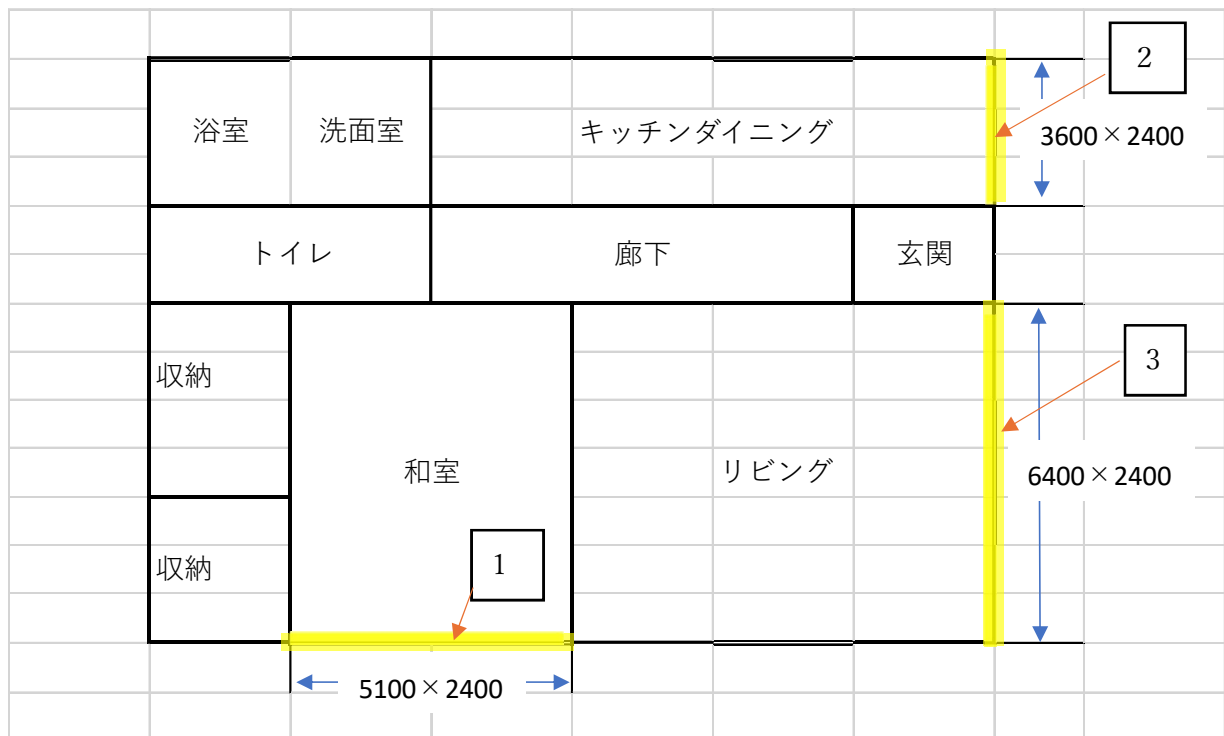 2
浴室 洗面室 キッチンダイニング 3600×2400
トイレ 廊下 玄関
収納 3
和室 リビング 6400×2400
収納 1
5100×2400